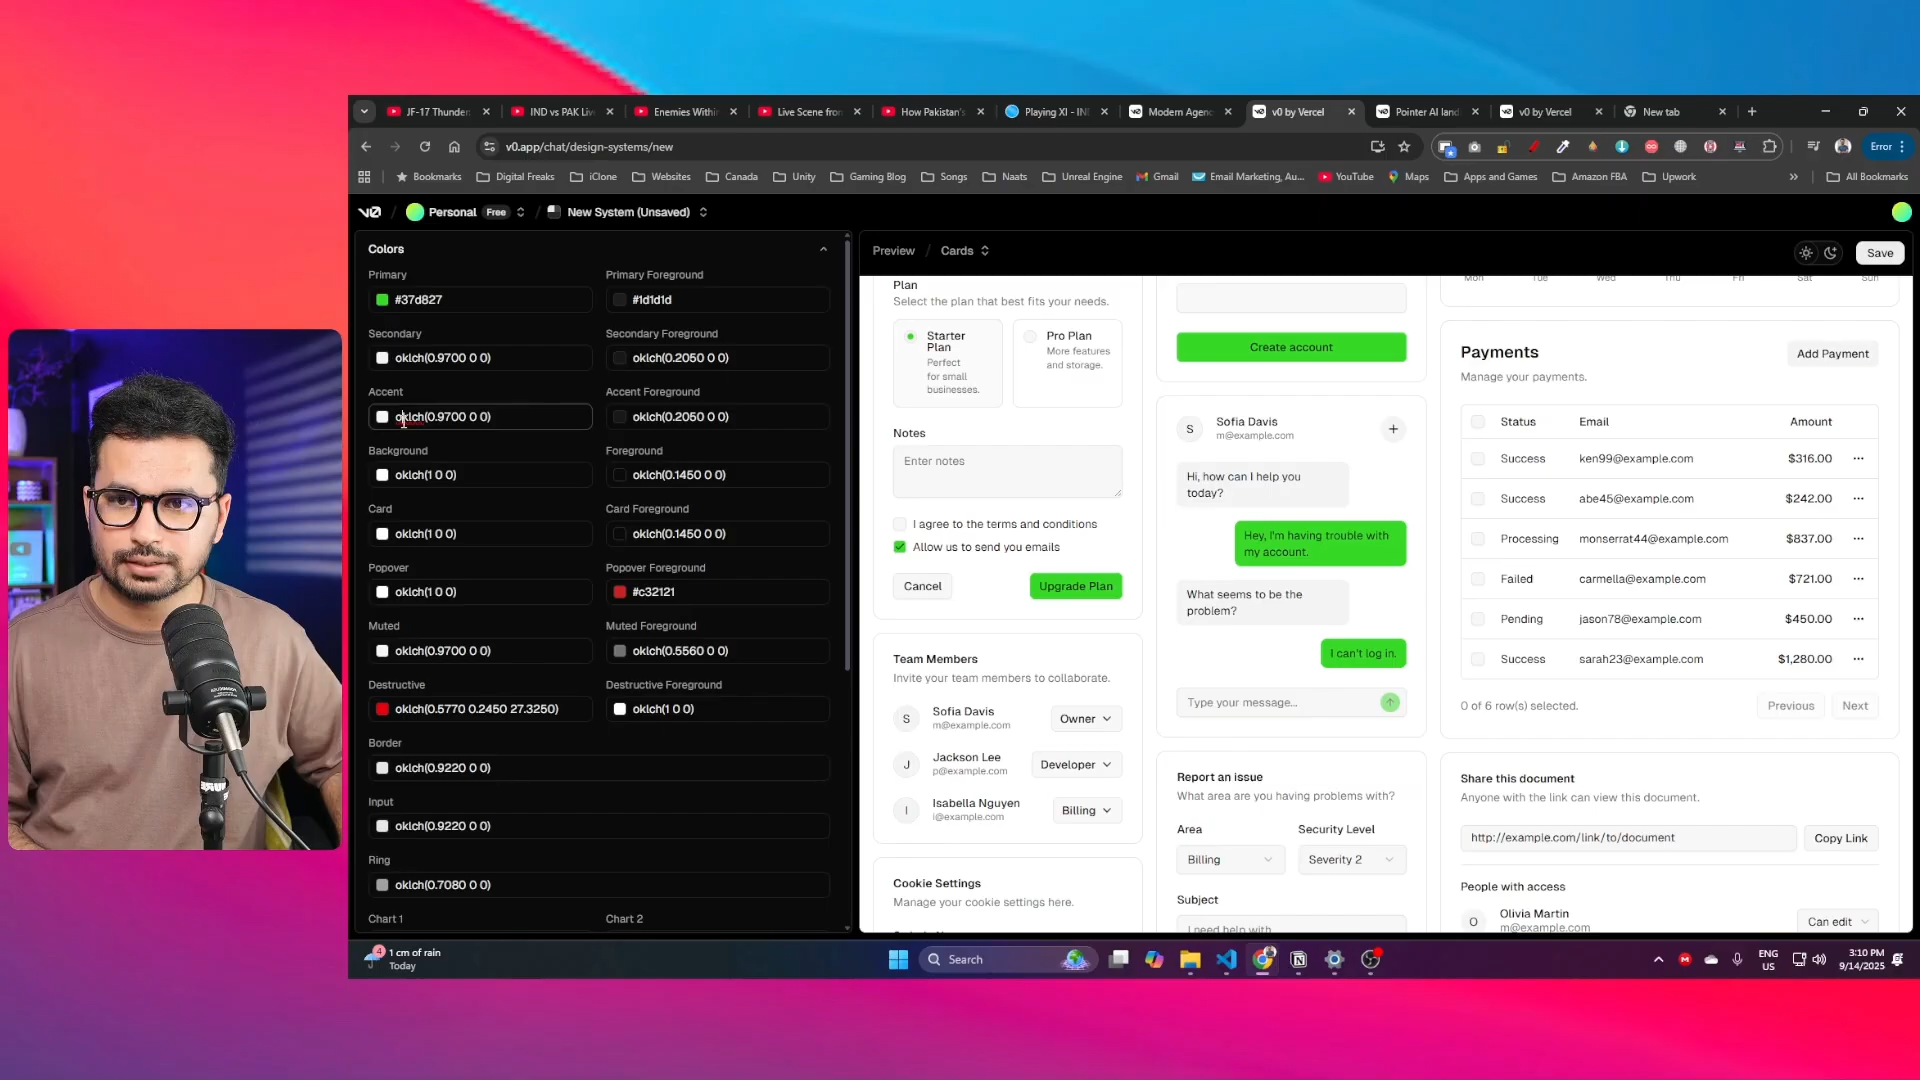 JF-17 Thunder
IND vs PAK Live
Enemies Within
Live Scene from
How Pakistan's
Playing XI - IN
Modern Agenc
v0 by Vercel
Pointer AI land
v0 by Vercel
New tab
v0.app/chat/design-systems/new
Error
Bookmarks
Digital Freaks
iClone
Websites
Canada
Unity
Gaming Blog
Songs
Naats
Unreal Engine
Gmail
Email Marketing, Au...
YouTube
Maps
Apps and Games
Amazon FBA
Upwork
All Bookmarks
v0 / Personal Free / New System (Unsaved)
Colors
Primary
Primary Foreground
#37d827
#1d1d1d
Secondary
Secondary Foreground
oklch(0.9700 0 0)
oklch(0.2050 0 0)
Accent
Accent Foreground
oklch(0.9700 0 0)
oklch(0.2050 0 0)
Background
Foreground
oklch(1 0 0)
oklch(0.1450 0 0)
Card
Card Foreground
oklch(1 0 0)
oklch(0.1450 0 0)
Popover
Popover Foreground
oklch(1 0 0)
#c32121
Muted
Muted Foreground
oklch(0.9700 0 0)
oklch(0.5560 0 0)
Destructive
Destructive Foreground
oklch(0.5770 0.2450 27.3250)
oklch(1 0 0)
Border
oklch(0.9220 0 0)
Input
oklch(0.9220 0 0)
Ring
oklch(0.7080 0 0)
Chart 1
Chart 2
Preview / Cards
Save
Plan
Select the plan that best fits your needs.
Starter
Plan
Perfect
for small
businesses.
Pro Plan
More features
and storage.
Notes
Enter notes
I agree to the terms and conditions
Allow us to send you emails
Cancel
Upgrade Plan
Team Members
Invite your team members to collaborate.
S
Sofia Davis
m@example.com
Owner
J
Jackson Lee
p@example.com
Developer
I
Isabella Nguyen
i@example.com
Billing
Cookie Settings
Manage your cookie settings here.
Create account
S
Sofia Davis
m@example.com
Hi, how can I help you
today?
Hey, I'm having trouble with
my account.
What seems to be the
problem?
I can't log in.
Type your message...
Report an issue
What area are you having problems with?
Area
Security Level
Billing
Severity 2
Subject
I need help with
Mon
Tue
Wed
Thu
Fri
Sat
Sun
Payments
Add Payment
Manage your payments.
Status
Email
Amount
Success
ken99@example.com
$316.00
Success
abe45@example.com
$242.00
Processing
monserrat44@example.com
$837.00
Failed
carmella@example.com
$721.00
Pending
jason78@example.com
$450.00
Success
sarah23@example.com
$1,280.00
0 of 6 row(s) selected.
Previous
Next
Share this document
Anyone with the link can view this document.
http://example.com/link/to/document
Copy Link
People with access
O
Olivia Martin
m@example.com
Can edit
4
1 cm of rain
Today
Search
ENG
US
3:10 PM
9/14/2025